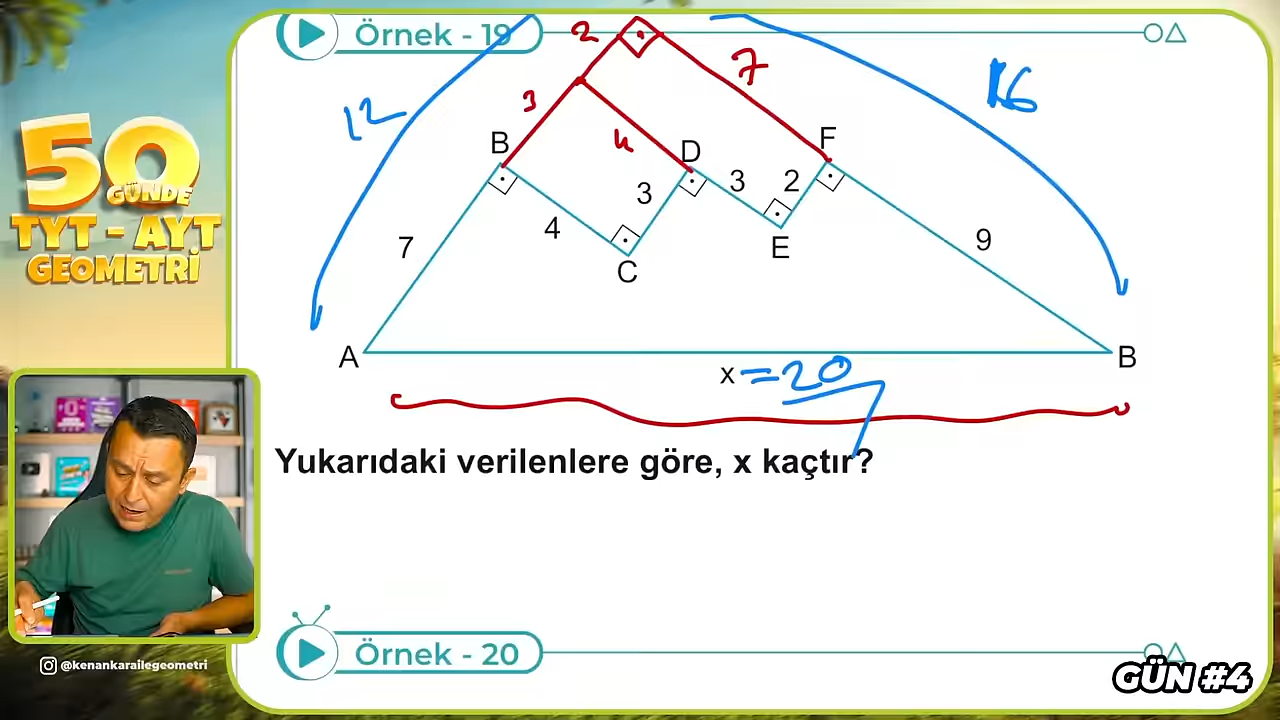 Örnek - 19
50
GÜNDE
TYT - AYT
GEOMETRİ
12
2
3
7
16
4
B
D
F
3
3
2
4
7
9
E
C
A
B
x = 20
Yukarıdaki verilenlere göre, x kaçtır?
Örnek - 20
@kenankarailegeometri
GÜN #4